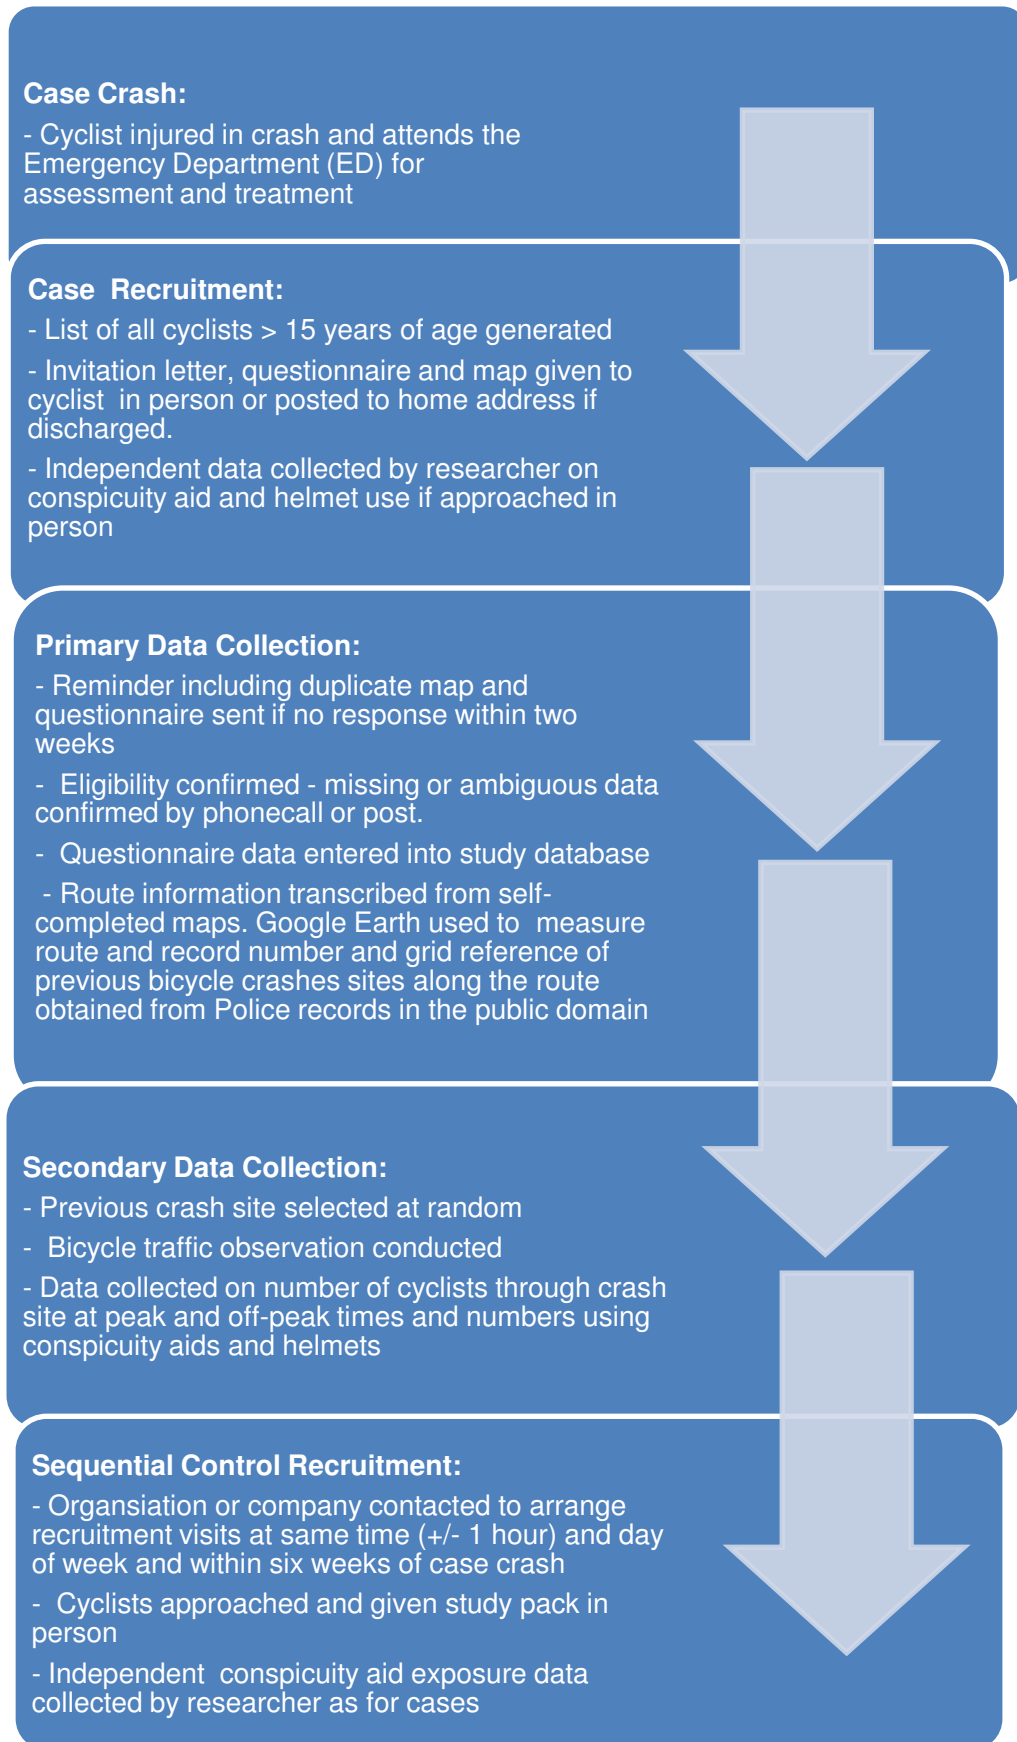 Case Crash:
- Cyclist injured in crash and attends the
Emergency Department (ED) for
assessment and treatment
Case  Recruitment:
- List of all cyclists > 15 years of age generated
- Invitation letter, questionnaire and map given to
cyclist  in person or posted to home address if
discharged.
- Independent data collected by researcher on
conspicuity aid and helmet use if approached in
person
Primary Data Collection:
- Reminder including duplicate map and
questionnaire sent if no response within two
weeks
-  Eligibility confirmed - missing or ambiguous data
confirmed by phonecall or post.
-  Questionnaire data entered into study database
- Route information transcribed from self-
completed maps. Google Earth used to  measure
route and record number and grid reference of
previous bicycle crashes sites along the route
obtained from Police records in the public domain
Secondary Data Collection:
- Previous crash site selected at random
-  Bicycle traffic observation conducted
- Data collected on number of cyclists through crash
site at peak and off-peak times and numbers using
conspicuity aids and helmets
Sequential Control Recruitment:
- Organsiation or company contacted to arrange
recruitment visits at same time (+/- 1 hour) and day
of week and within six weeks of case crash
-  Cyclists approached and given study pack in
person
- Independent  conspicuity aid exposure data
collected by researcher as for cases